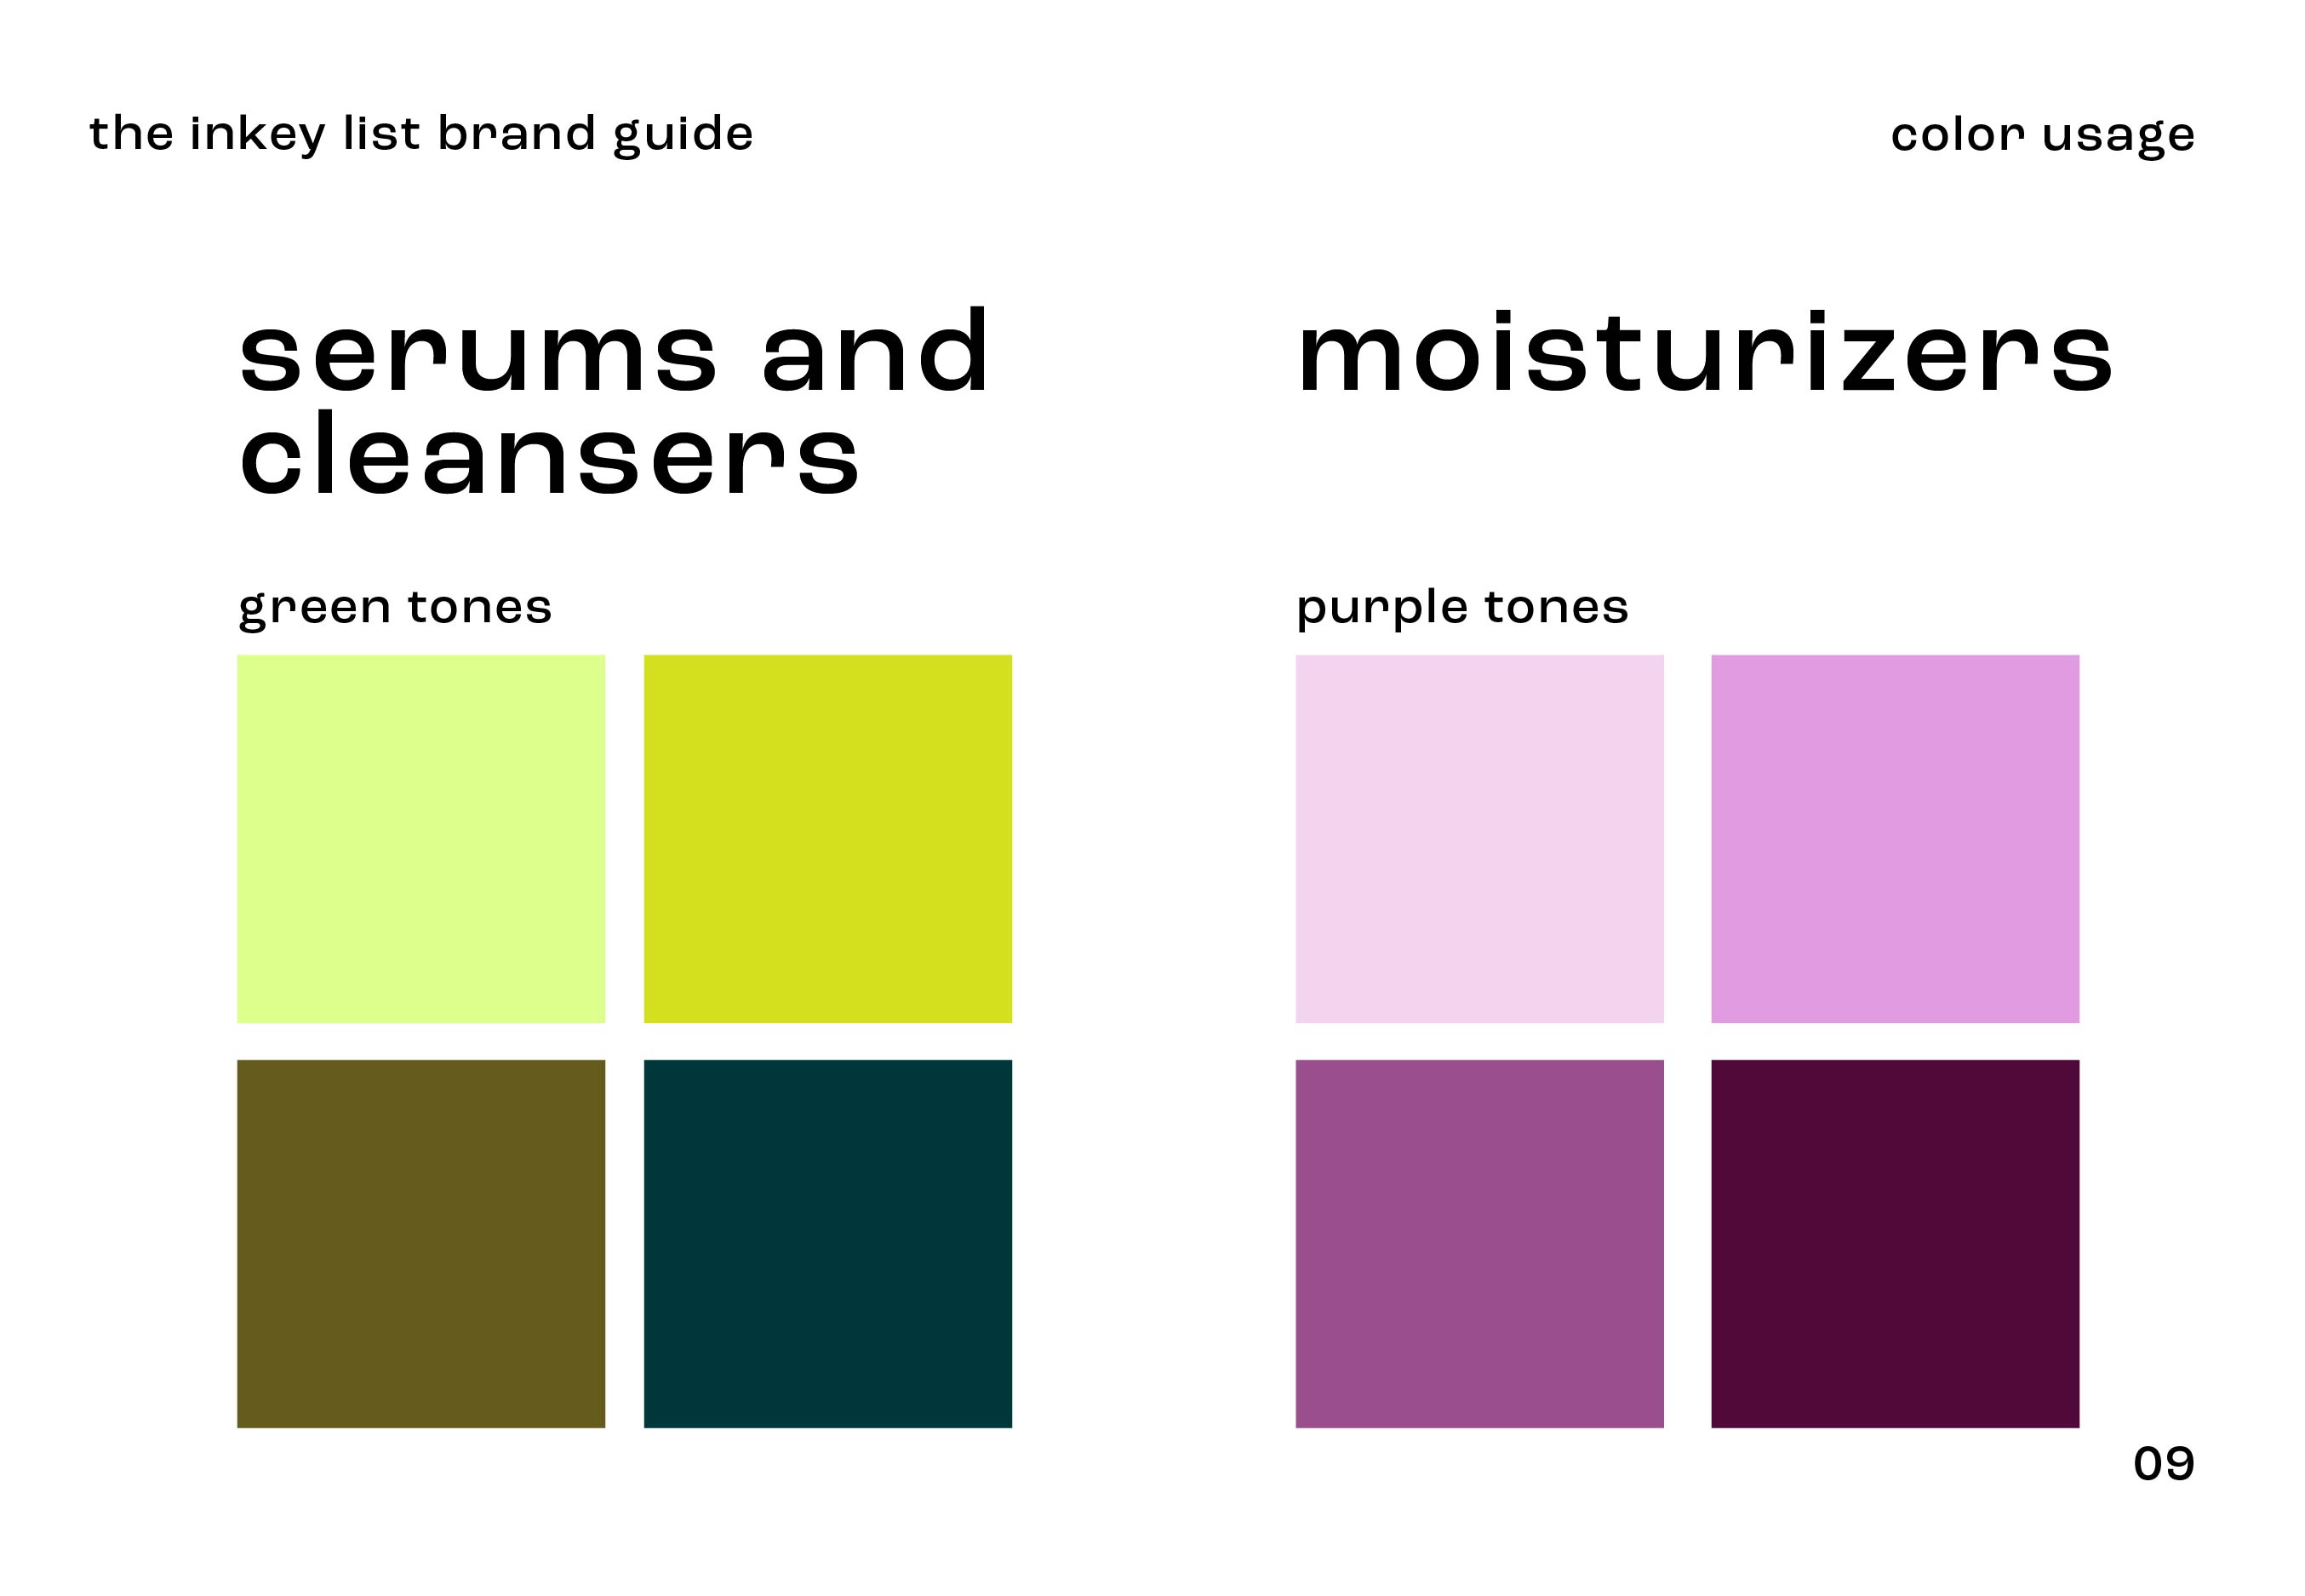 the inkey list brand guide
color usage
serums and
cleansers
green tones
moisturizers
purple tones
09